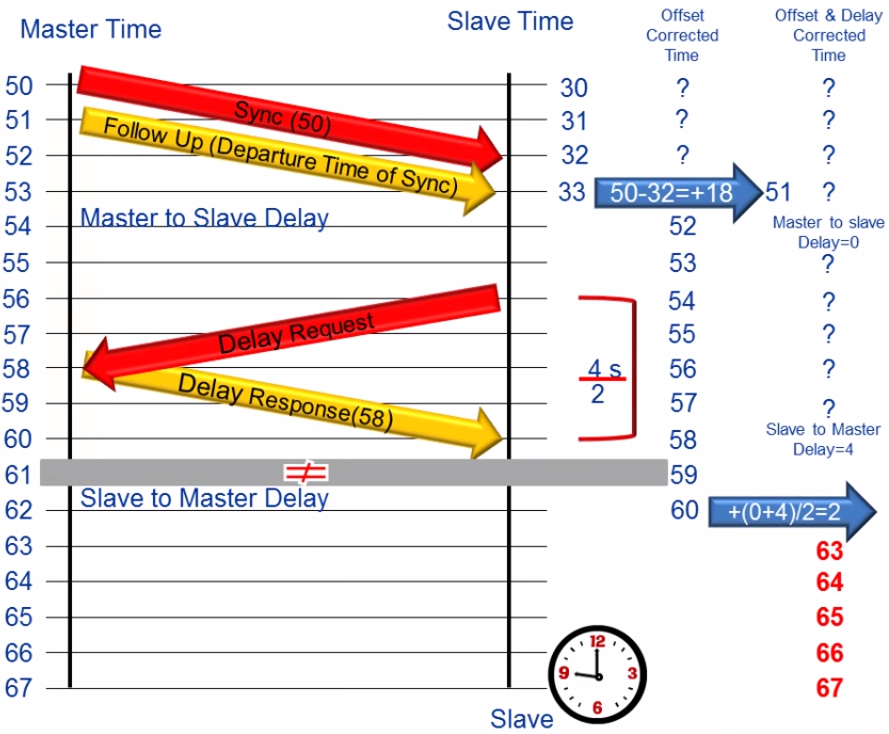 Master Time
Slave Time
Offset
Corrected
Time
Offset & Delay
Corrected
Time
50
30
?
?
Sync (50)
51
31
?
?
Follow Up (Departure Time of Sync)
52
32
?
?
53
33
50-32=+18
51
?
54
Master to Slave Delay
52
Master to slave
Delay=0
55
53
?
56
54
?
Delay Request
57
55
?
58
4 s
2
56
?
Delay Response(58)
59
57
?
60
58
Slave to Master
Delay=4
61
≠
59
Slave to Master Delay
62
60
+(0+4)/2=2
63
63
64
64
65
65
66
66
67
67
12
9
3
6
Slave